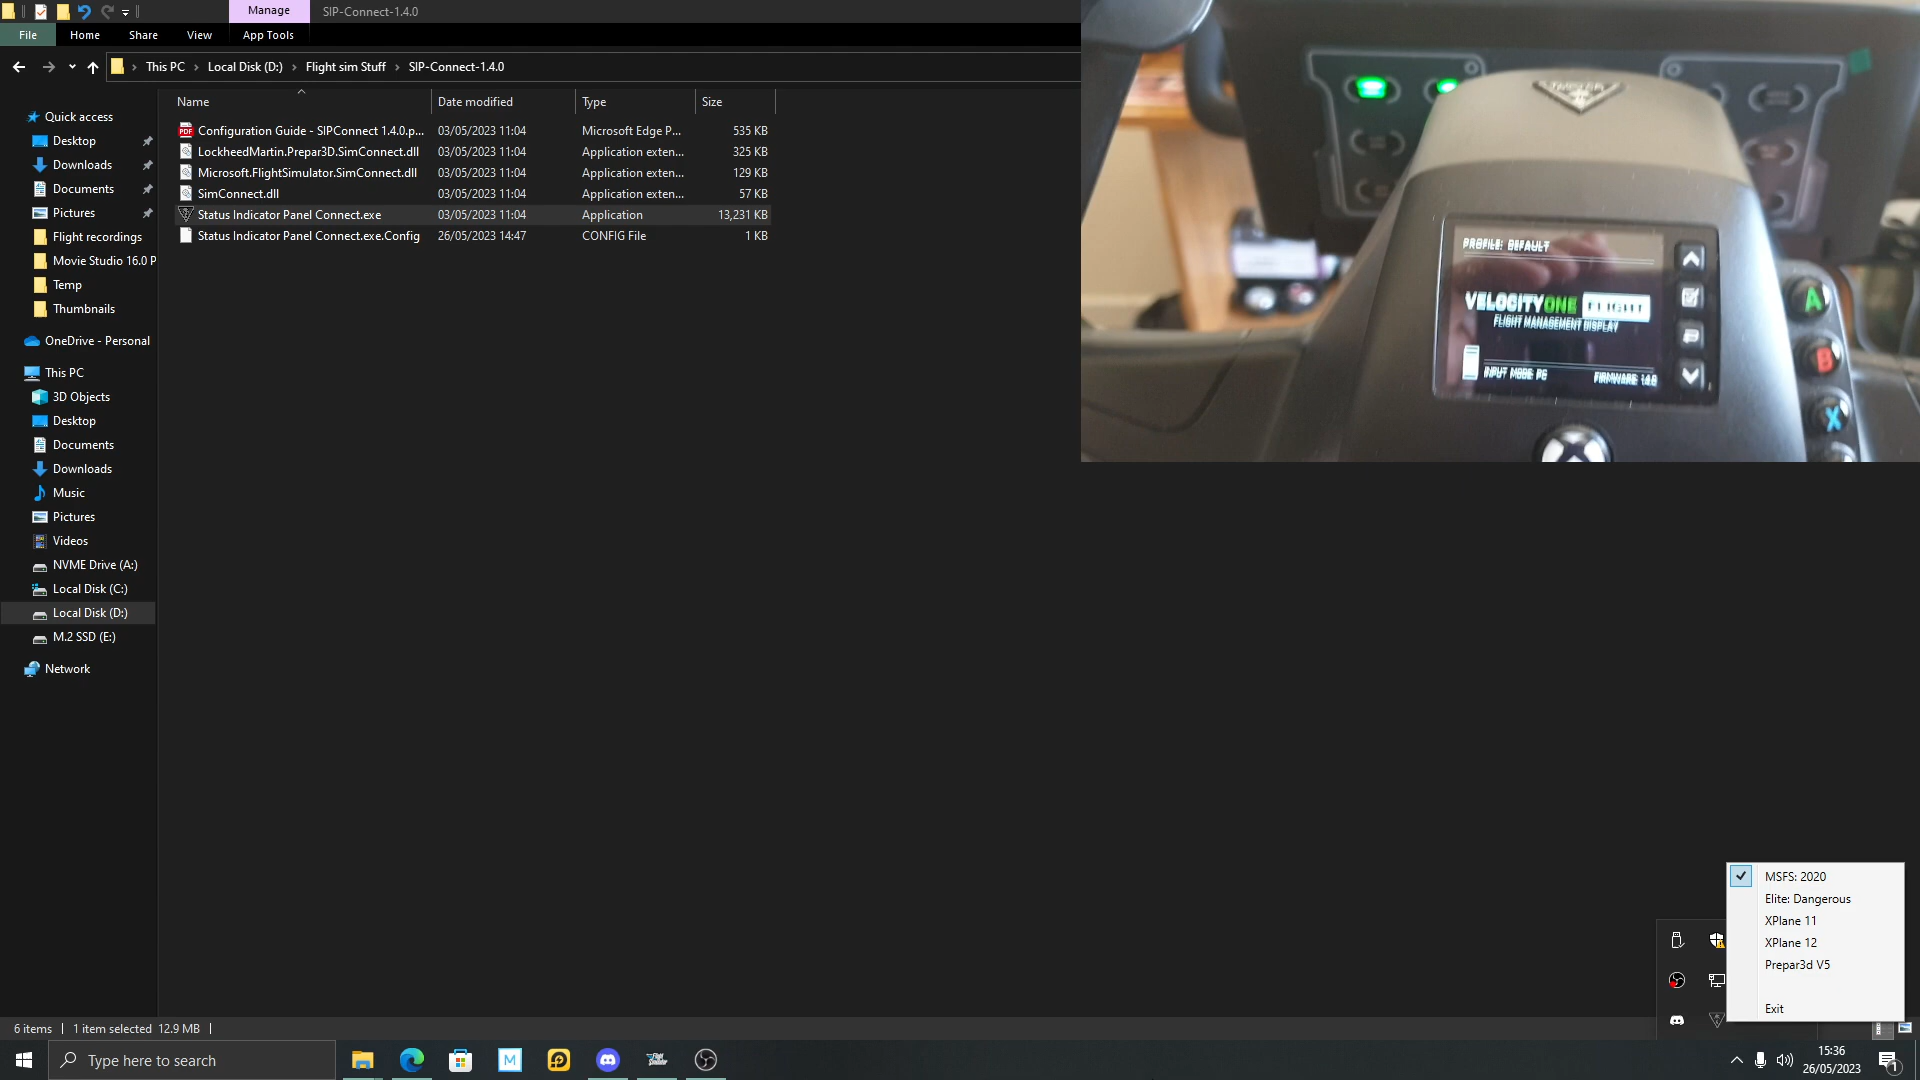 Manage
SIP-Connect-1.4.0
File
Home
Share
View
App Tools
This PC
Local Disk (D:)
Flight sim Stuff
SIP-Connect-1.4.0
Name
Date modified
Type
Size
Configuration Guide - SIPConnect 1.4.0.p... 03/05/2023 11:04 Microsoft Edge P... 535 KB
LockheedMartin.Prepar3D.SimConnect.dll 03/05/2023 11:04 Application exten... 325 KB
Microsoft.FlightSimulator.SimConnect.dll 03/05/2023 11:04 Application exten... 129 KB
SimConnect.dll 03/05/2023 11:04 Application exten... 57 KB
Status Indicator Panel Connect.exe 03/05/2023 11:04 Application 13,231 KB
Status Indicator Panel Connect.exe.Config 26/05/2023 14:47 CONFIG File 1 KB
Quick access
Desktop
Downloads
Documents
Pictures
Flight recordings
Movie Studio 16.0 P
Temp
Thumbnails
OneDrive - Personal
This PC
3D Objects
Desktop
Documents
Downloads
Music
Pictures
Videos
NVME Drive (A:)
Local Disk (C:)
Local Disk (D:)
M.2 SSD (E:)
Network
PROFILE: DEFAULT
VELOCITYONE FLIGHT
FLIGHT MANAGEMENT DISPLAY
INPUT MODE: PC
FIRMWARE: 1.4.0
A
B
X
MSFS: 2020
Elite: Dangerous
XPlane 11
XPlane 12
Prepar3d V5
Exit
6 items
1 item selected 12.9 MB
Type here to search
M
15:36
26/05/2023
1